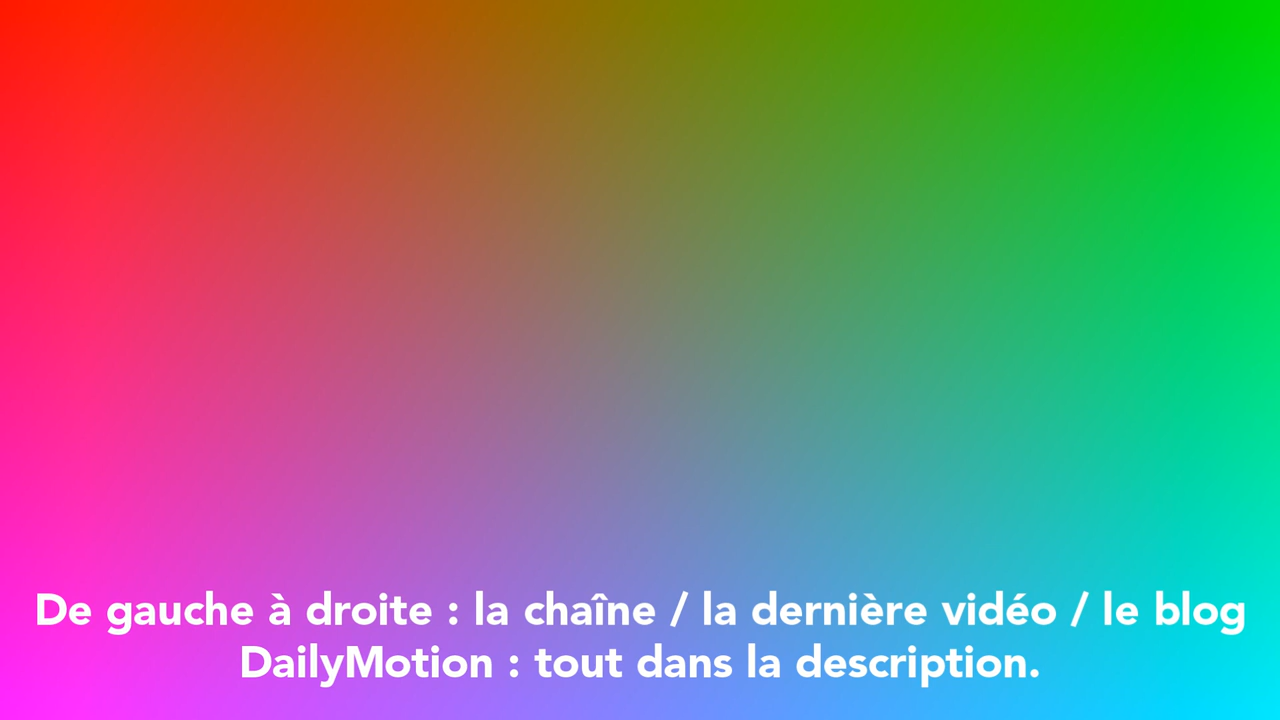 De gauche à droite : la chaîne / la dernière vidéo / le blog
DailyMotion : tout dans la description.